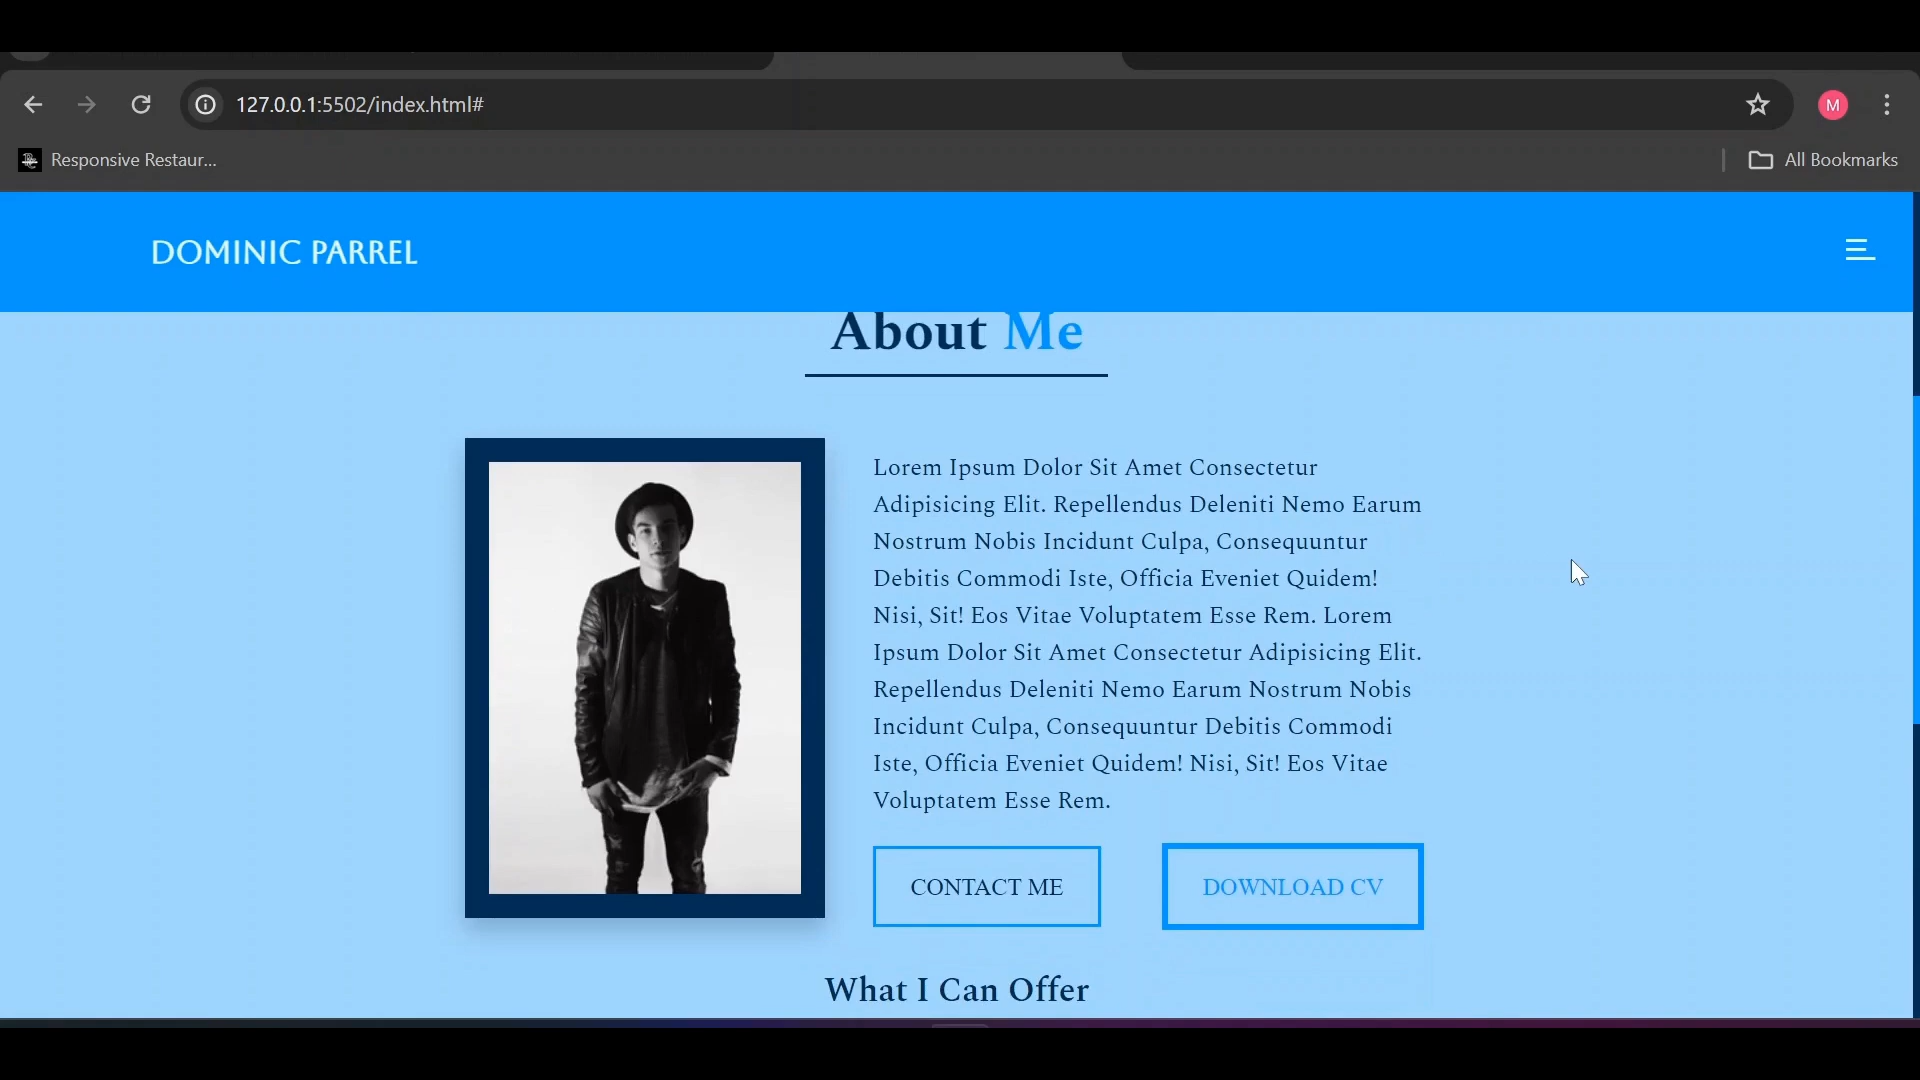 127.0.0.1:5502/index.html#
M
Responsive Restaur...
All Bookmarks
DOMINIC PARREL
About Me
Lorem Ipsum Dolor Sit Amet Consectetur
Adipisicing Elit. Repellendus Deleniti Nemo Earum
Nostrum Nobis Incidunt Culpa, Consequuntur
Debitis Commodi Iste, Officia Eveniet Quidem!
Nisi, Sit! Eos Vitae Voluptatem Esse Rem. Lorem
Ipsum Dolor Sit Amet Consectetur Adipisicing Elit.
Repellendus Deleniti Nemo Earum Nostrum Nobis
Incidunt Culpa, Consequuntur Debitis Commodi
Iste, Officia Eveniet Quidem! Nisi, Sit! Eos Vitae
Voluptatem Esse Rem.
CONTACT ME
DOWNLOAD CV
What I Can Offer